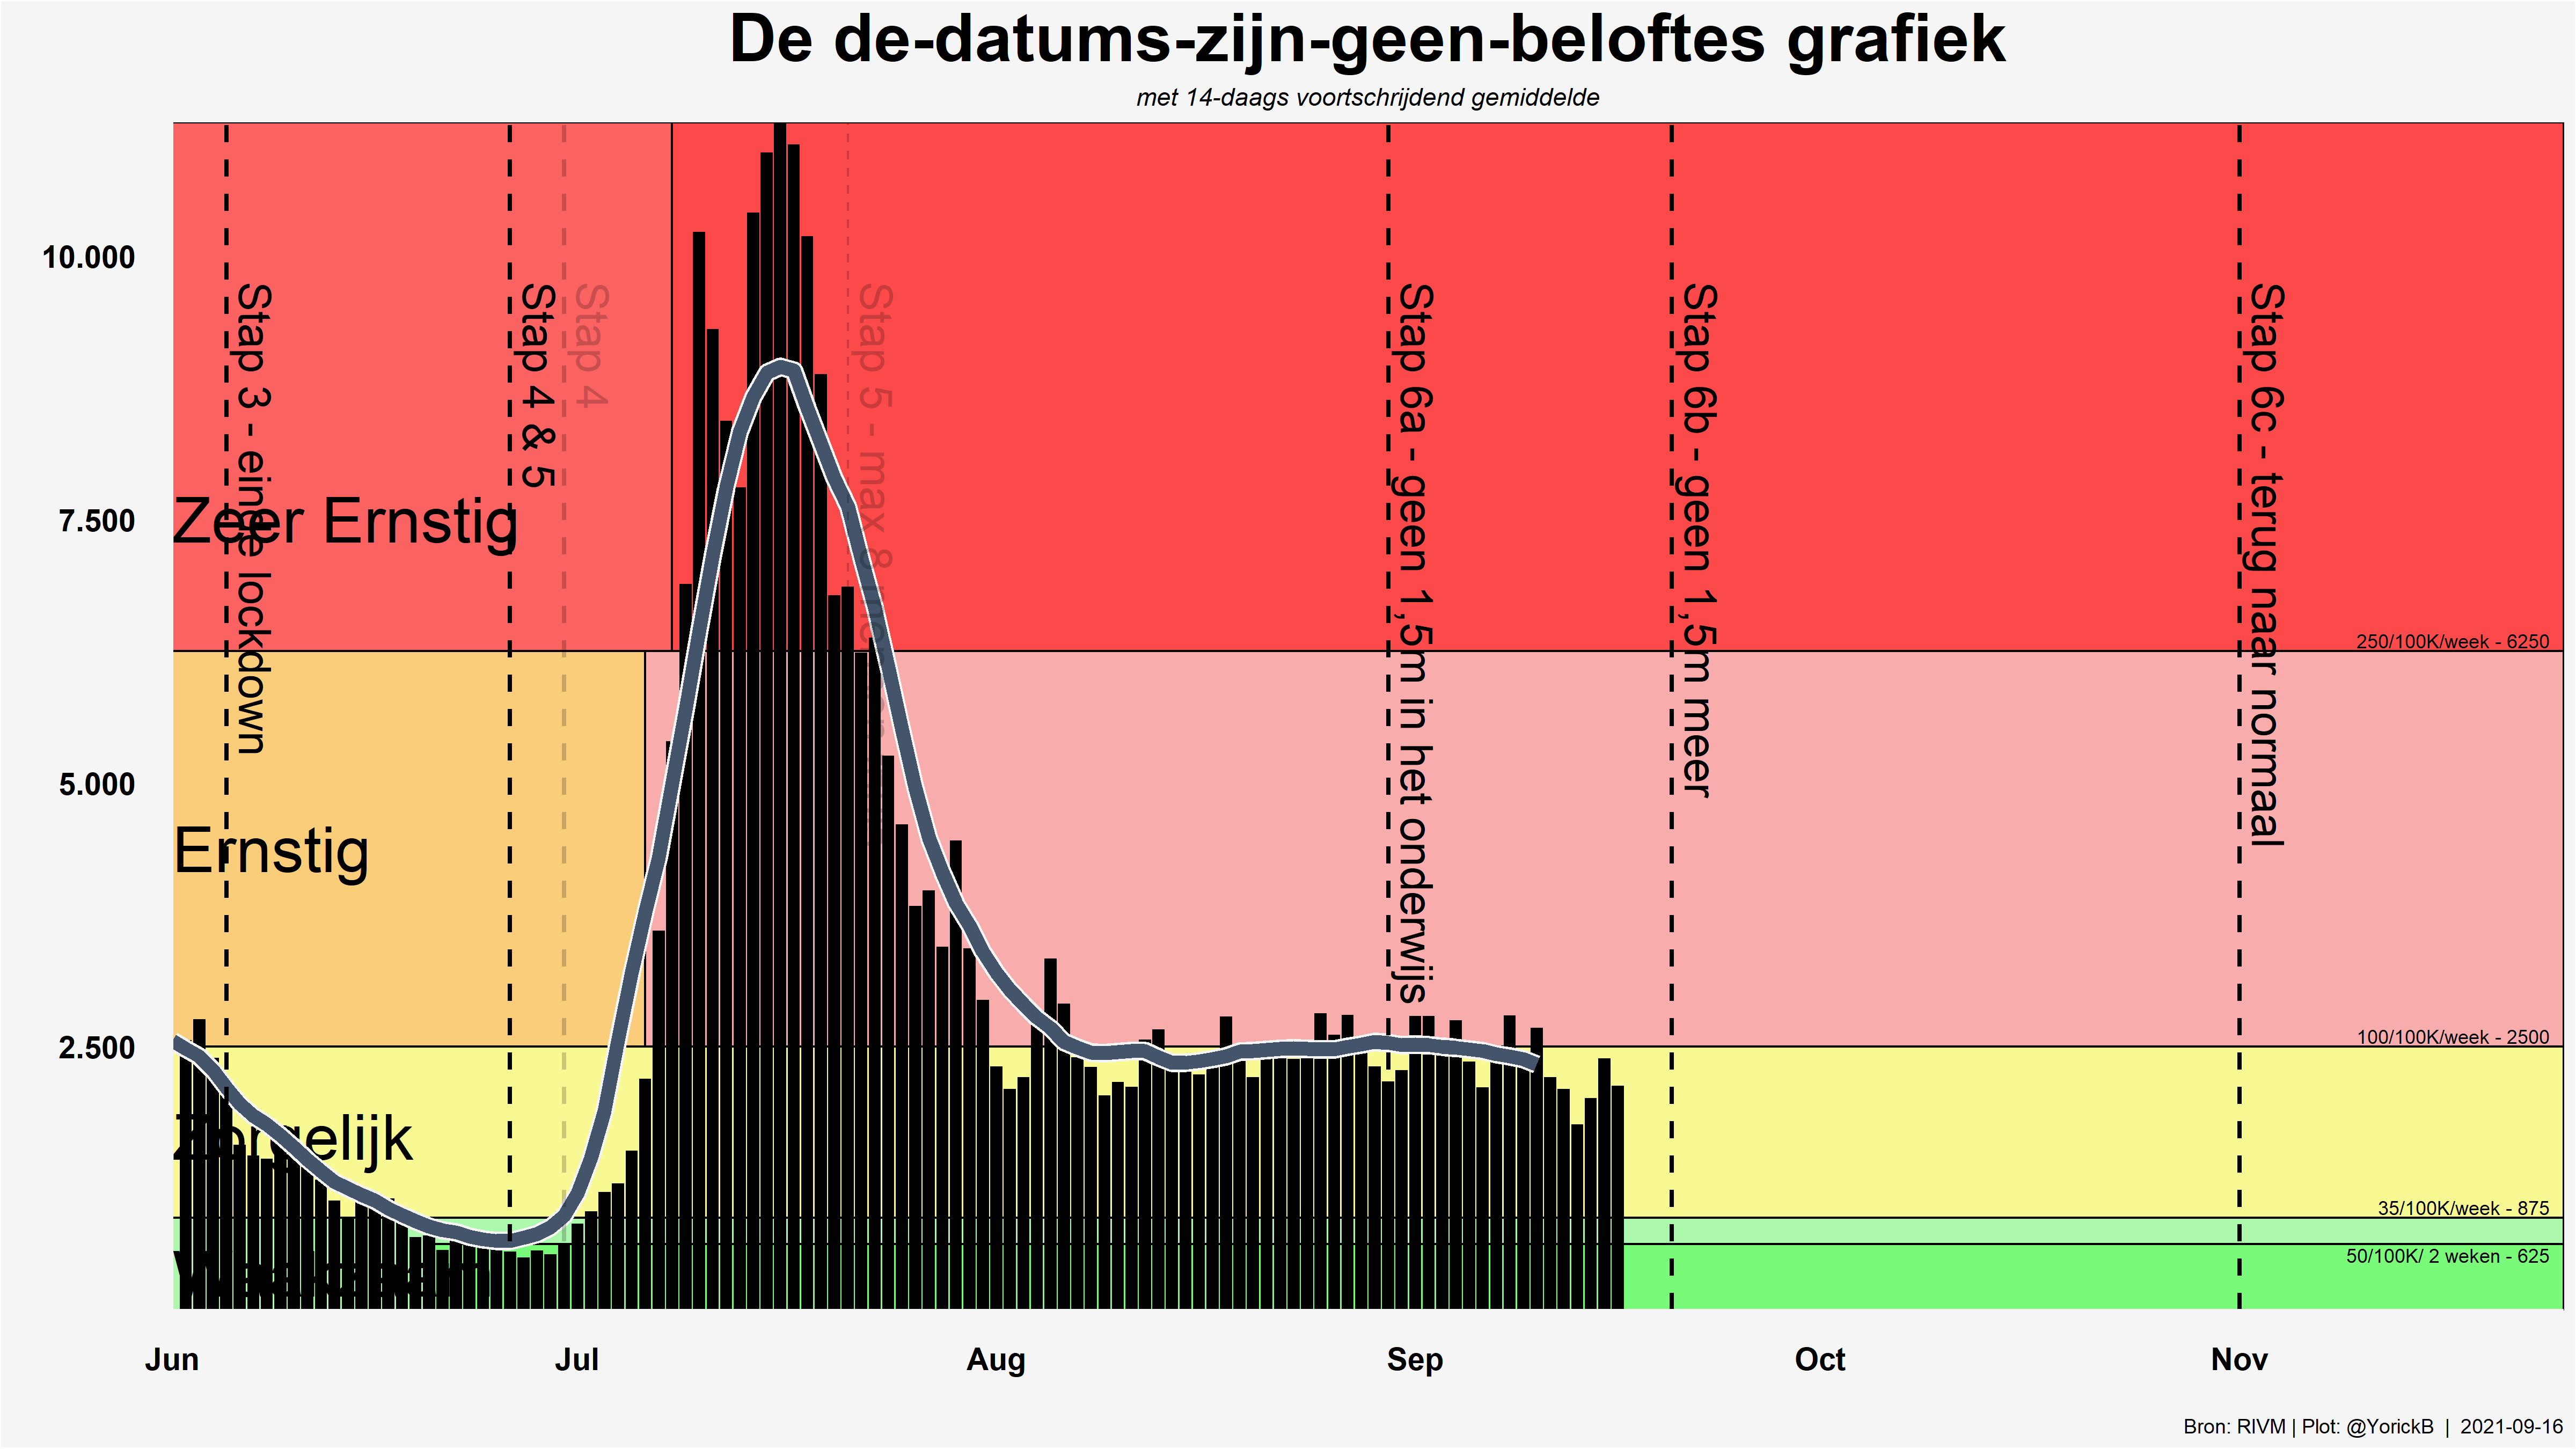 De de-datums-zijn-geen-beloftes grafiek
met 14-daags voortschrijdend gemiddelde
10.000
7.500
5.000
2.500
Stap 3 - einde lockdown
Stap 4 & 5
Stap 4
Stap 5 - max 8
Stap 6a - geen 1,5m in het onderwijs
Stap 6b - geen 1,5m meer
Stap 6c - terug naar normaal
Zeer Ernstig
Ernstig
Zorgelijk
250/100K/week - 6250
100/100K/week - 2500
35/100K/week - 875
50/100K/ 2 weken - 625
Jun
Jul
Aug
Sep
Oct
Nov
Bron: RIVM | Plot: @YorickB | 2021-09-16